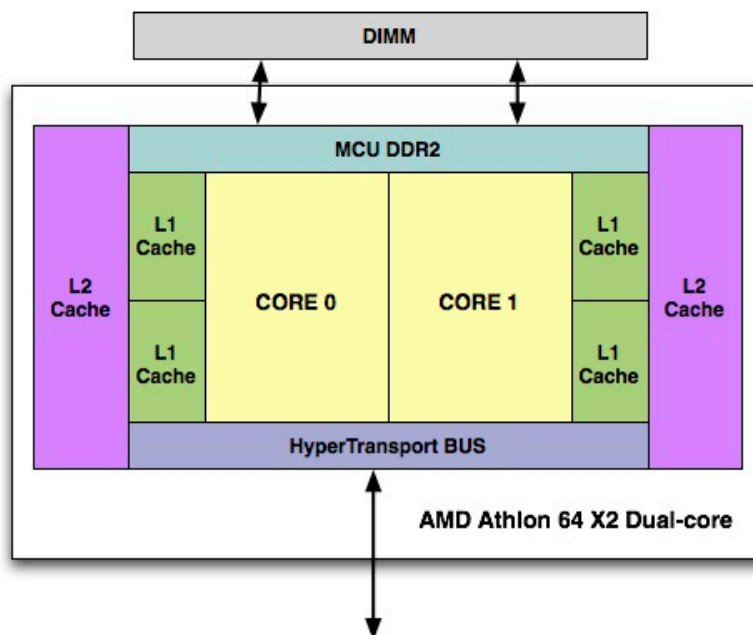 DIMM
MCU DDR2
L1
Cache
L1
Cache
L2
Cache
CORE 0
CORE 1
L2
Cache
L1
Cache
L1
Cache
HyperTransport BUS
AMD Athlon 64 X2 Dual-core